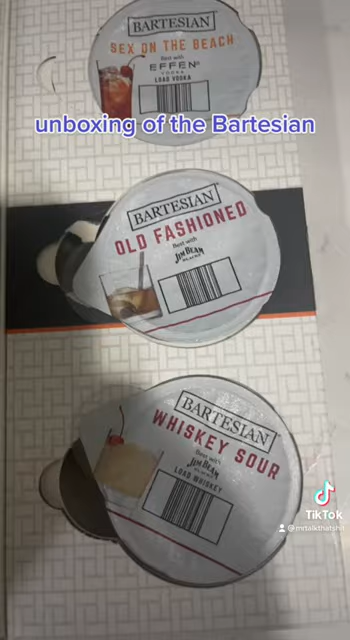 BARTESIAN
SEX ON THE BEACH
Best with
EFFEN
VODKA
LOAD VODKA
unboxing of the Bartesian
BARTESIAN
OLD FASHIONED
Best with
JIM BEAM
BARTESIAN
WHISKEY SOUR
Best with
JIM BEAM
LOAD WHISKEY
TikTok